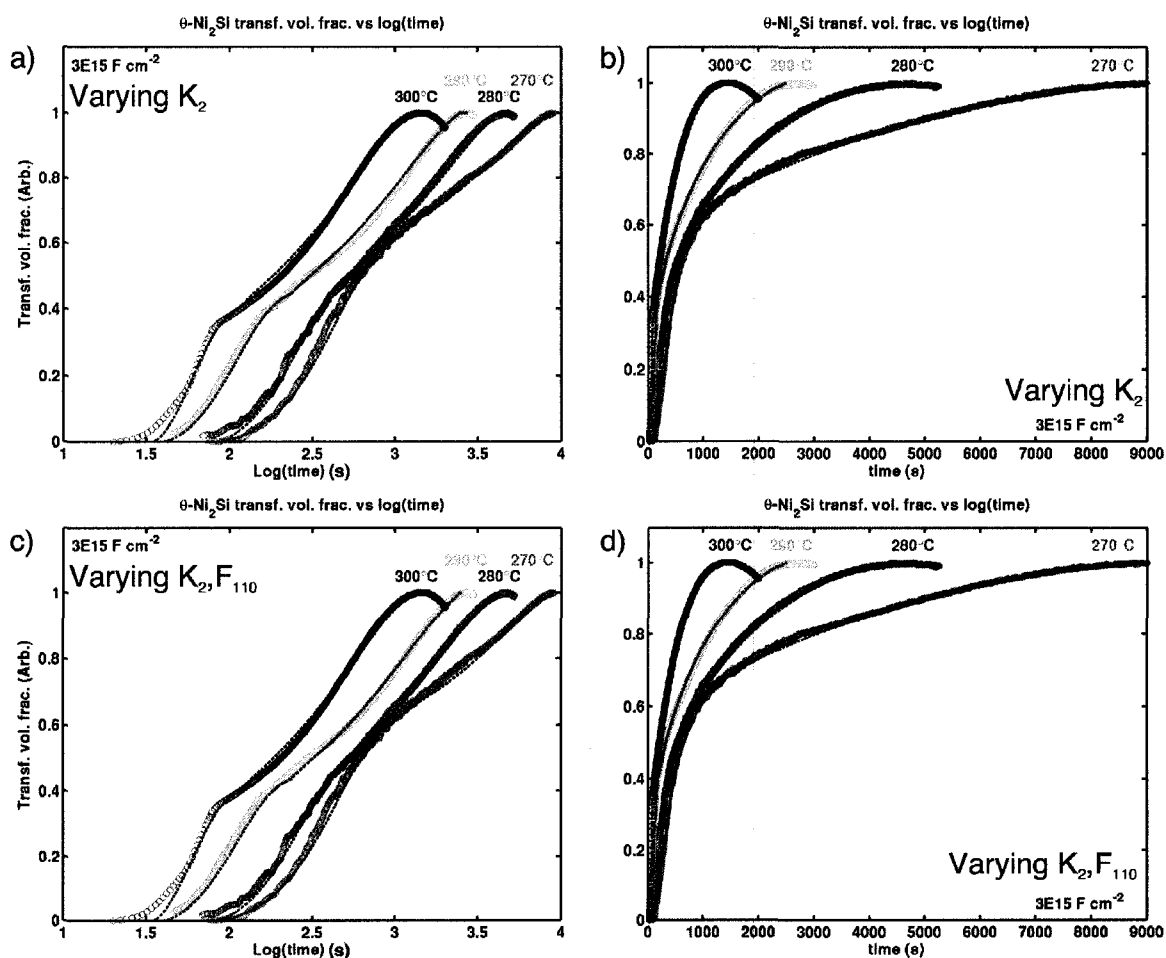 θ-Ni₂Si transf. vol. frac. vs log(time)
a)
3E15 F cm⁻²
Varying K₂
300°C
290°C
280°C
270°C
Transf. vol. frac. (Arb.)
1
0.8
0.6
0.4
0.2
0
1
1.5
2
2.5
3
3.5
4
Log(time) (s)
θ-Ni₂Si transf. vol. frac. vs log(time)
b)
300°C
290°C
280°C
270°C
1
0.8
0.6
0.4
0.2
0
Varying K₂
3E15 F cm⁻²
0
1000
2000
3000
4000
5000
6000
7000
8000
9000
time (s)
θ-Ni₂Si transf. vol. frac. vs log(time)
c)
3E15 F cm⁻²
Varying K₂,F₁₁₀
300°C
290°C
280°C
270°C
Transf. vol. frac. (Arb.)
1
0.8
0.6
0.4
0.2
0
1
1.5
2
2.5
3
3.5
4
Log(time) (s)
θ-Ni₂Si transf. vol. frac. vs log(time)
d)
300°C
290°C
280°C
270°C
1
0.8
0.6
0.4
0.2
0
Varying K₂,F₁₁₀
3E15 F cm⁻²
0
1000
2000
3000
4000
5000
6000
7000
8000
9000
time (s)